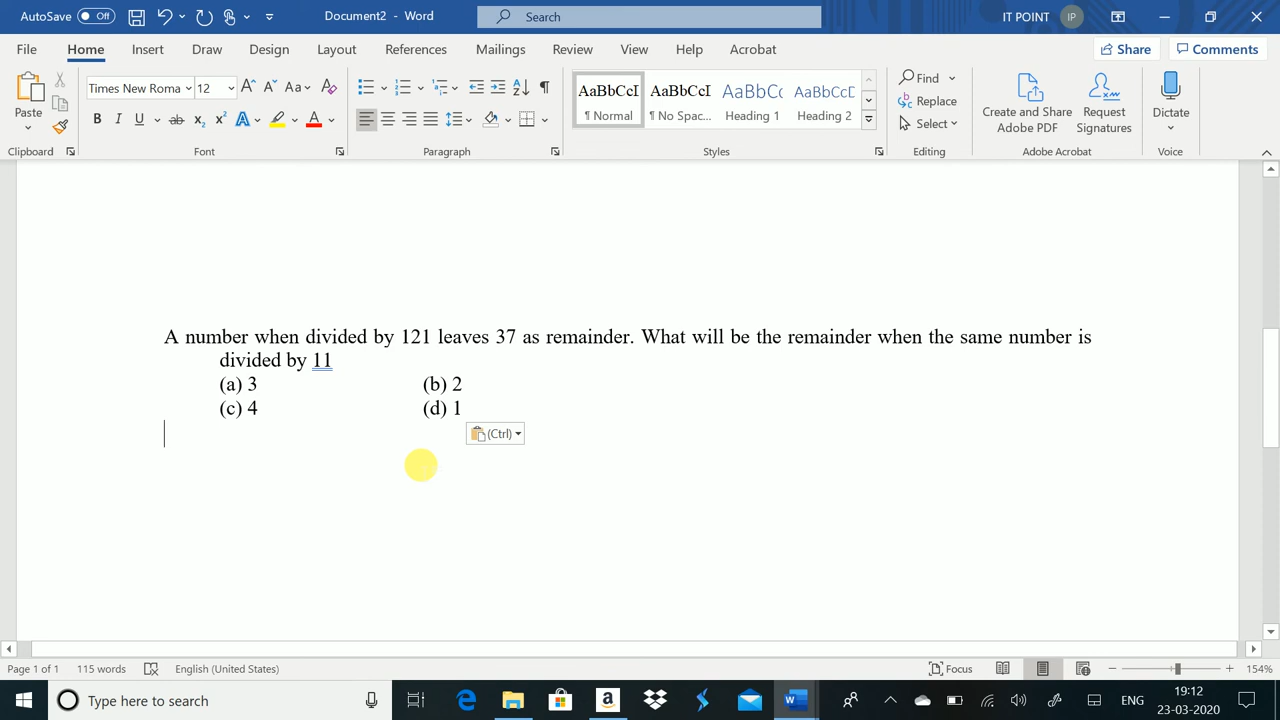 AutoSave Off Document2 - Word Search IT POINT IP
File Home Insert Draw Design Layout References Mailings Review View Help Acrobat Share Comments
Paste Times New Roma 12 Aa AaBbCcI AaBbCcI AaBbCc AaBbCcE Find
B I U ab x₂ x² A A ¶ Normal ¶ No Spac... Heading 1 Heading 2 Replace Select Create and Share Adobe PDF Request Signatures Dictate
Clipboard Font Paragraph Styles Editing Adobe Acrobat Voice
A number when divided by 121 leaves 37 as remainder. What will be the remainder when the same number is
divided by 11
(a) 3 (b) 2
(c) 4 (d) 1
(Ctrl)
Page 1 of 1 115 words English (United States) Focus 154%
Type here to search ENG 19:12
23-03-2020